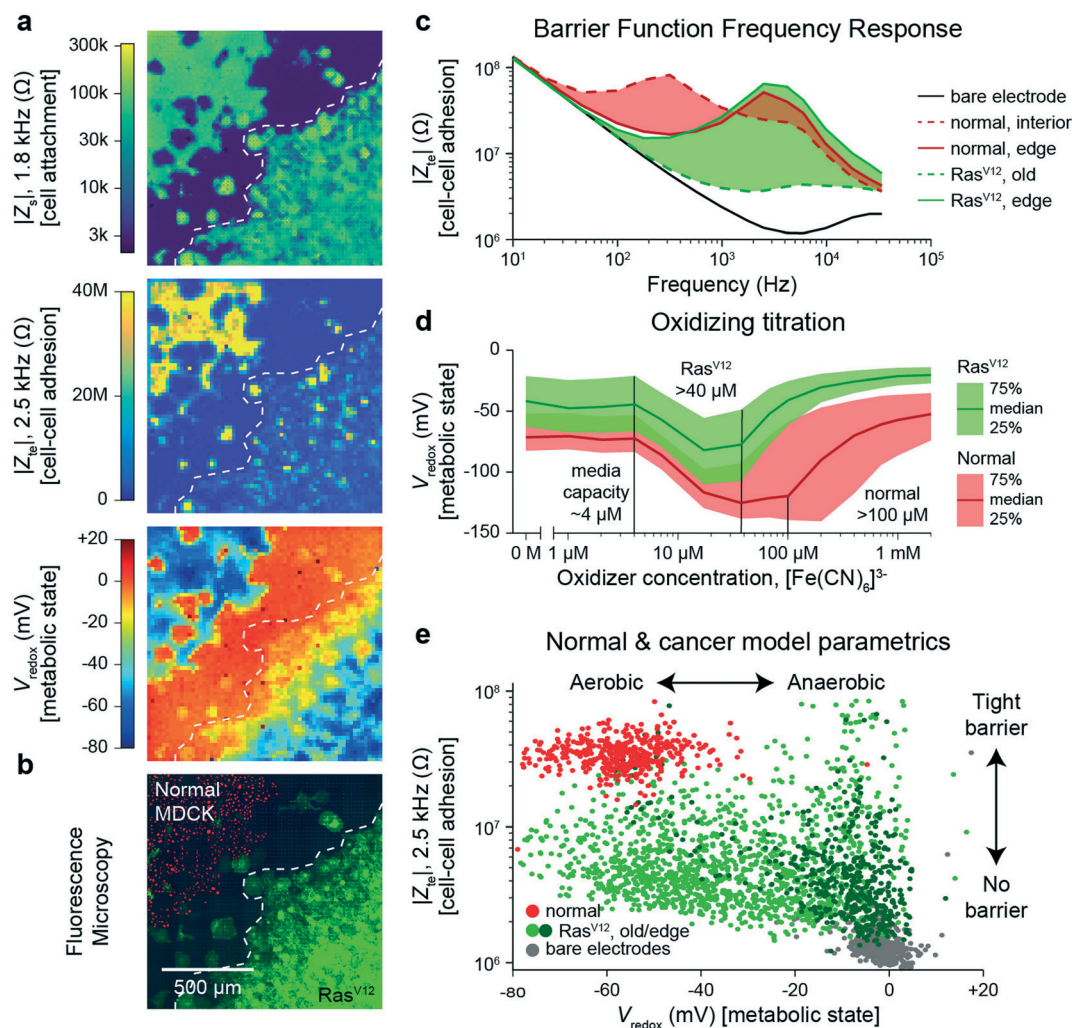 a
|Zs|, 1.8 kHz (Ω)
[cell attachment]
300k
100k
30k
10k
3k
|Zte|, 2.5 kHz (Ω)
[cell-cell adhesion]
40M
20M
0
Vredox (mV)
[metabolic state]
+20
0
-20
-40
-60
-80
b
Fluorescence
Microscopy
Normal
MDCK
500 µm
RasV12
c
Barrier Function Frequency Response
|Zte| (Ω)
[cell-cell adhesion]
10⁸
10⁷
10⁶
10¹
10²
10³
10⁴
10⁵
Frequency (Hz)
bare electrode
normal, interior
normal, edge
RasV12, old
RasV12, edge
d
Oxidizing titration
Vredox (mV)
[metabolic state]
0
-50
-100
-150
RasV12
>40 µM
media
capacity
~4 µM
normal
>100 µM
0 M
1 µM
10 µM
100 µM
1 mM
Oxidizer concentration, [Fe(CN)6]3-
RasV12
75%
median
25%
Normal
75%
median
25%
e
Normal & cancer model parametrics
Aerobic
Anaerobic
|Zte|, 2.5 kHz (Ω)
[cell-cell adhesion]
10⁸
10⁷
10⁶
Tight
barrier
No
barrier
normal
RasV12, old/edge
bare electrodes
-80
-60
-40
-20
0
+20
Vredox (mV) [metabolic state]